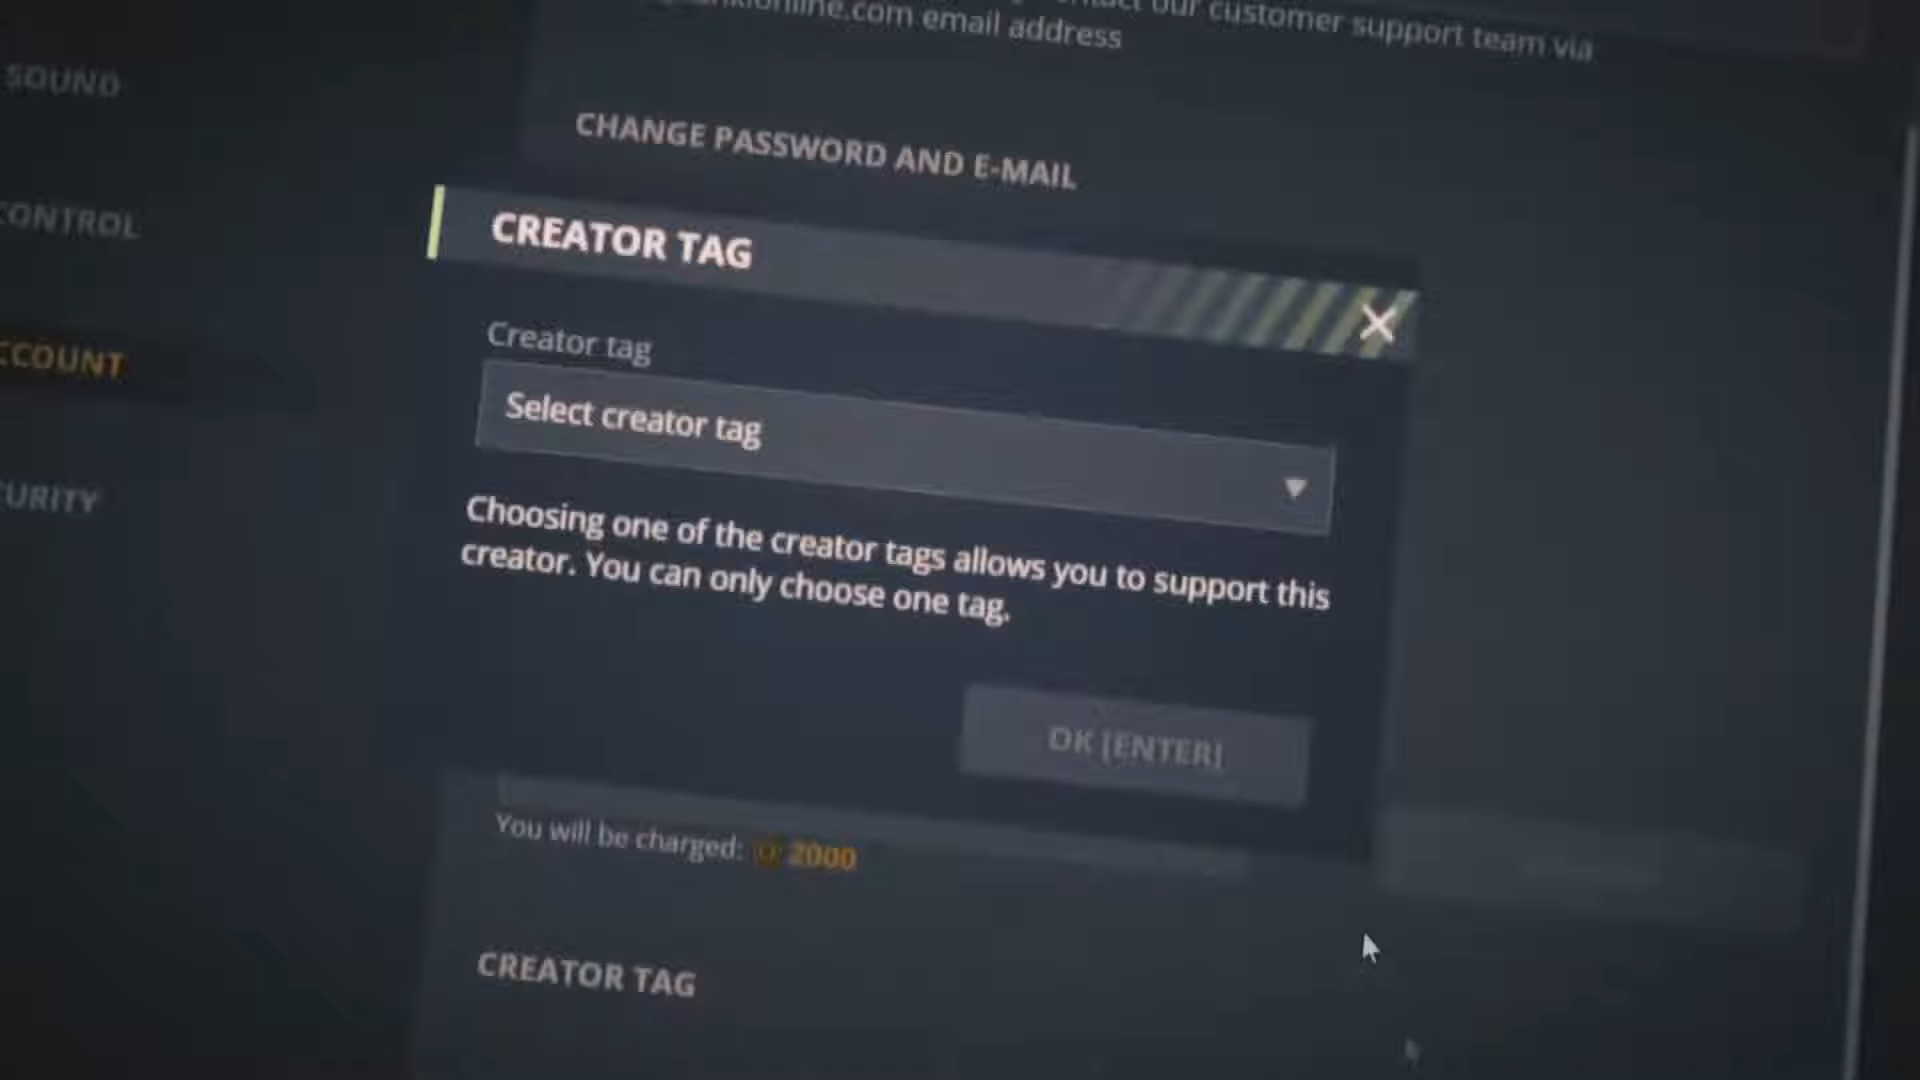 our customer support team via
email address
SOUND
CHANGE PASSWORD AND E-MAIL
CONTROL
CREATOR TAG
Creator tag
CCOUNT
Select creator tag
URITY
Choosing one of the creator tags allows you to support this
creator. You can only choose one tag.
OK [ENTER]
You will be charged: 2000
CREATOR TAG